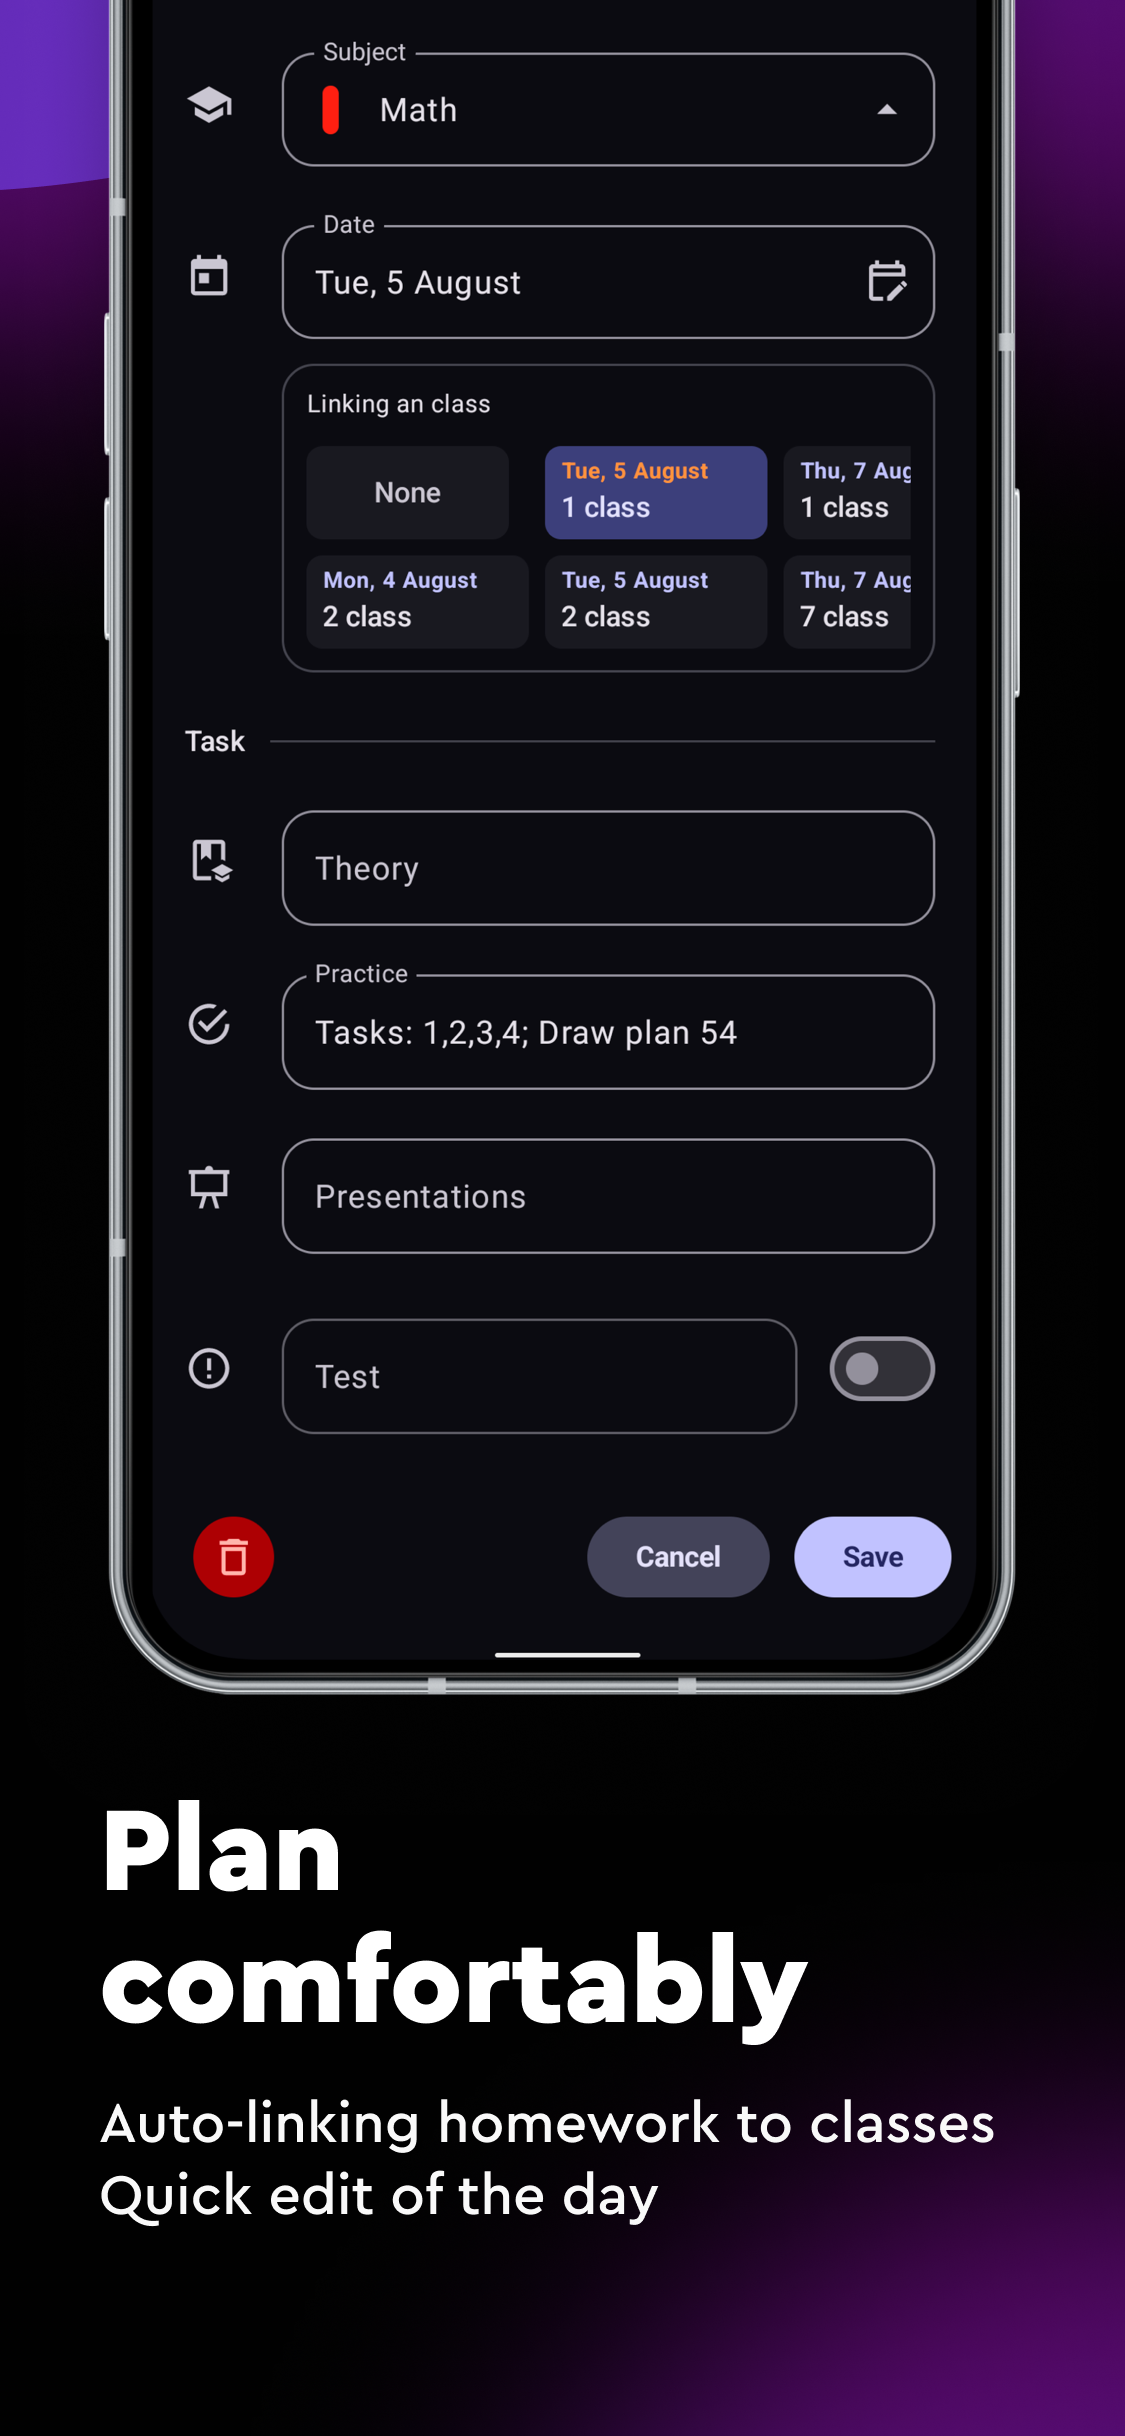 Subject
Math
Date
Tue, 5 August
Linking an class
None
Tue, 5 August
1 class
Thu, 7 Aug
1 class
Mon, 4 August
2 class
Tue, 5 August
2 class
Thu, 7 Aug
7 class
Task
Theory
Practice
Tasks: 1,2,3,4; Draw plan 54
Presentations
Test
Cancel
Save
Plan
comfortably
Auto-linking homework to classes
Quick edit of the day